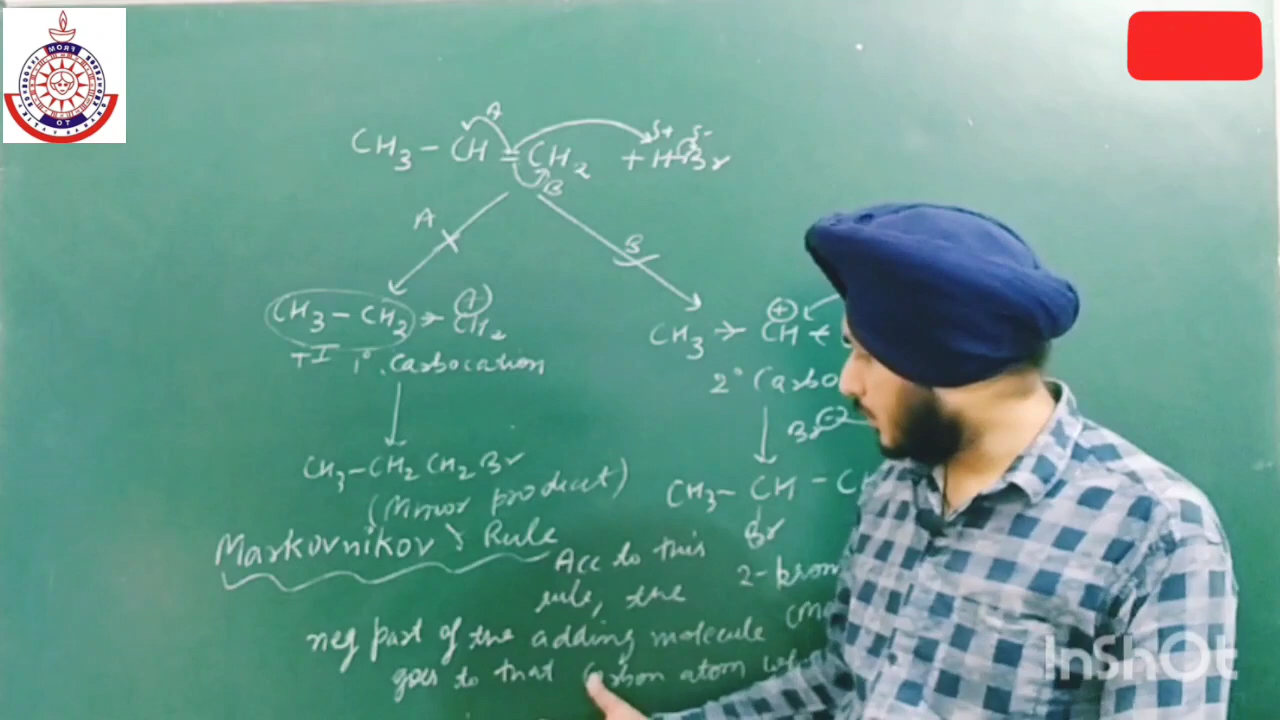 A
δ+ δ-
CH3 - CH = CH2 + H-Br
B
A B
CH3 - CH2 → CH2 (+)
+I 1° Carbocation
CH3 → CH (+) ←
2° Carbo
Br (-)
CH3-CH2 CH2 Br
(Minor product)
CH3- CH - CH
Br
2-brom
Markovnikov's Rule
Acc to this
rule, the
neg part of the adding molecule
goes to that Carbon atom
InShOt